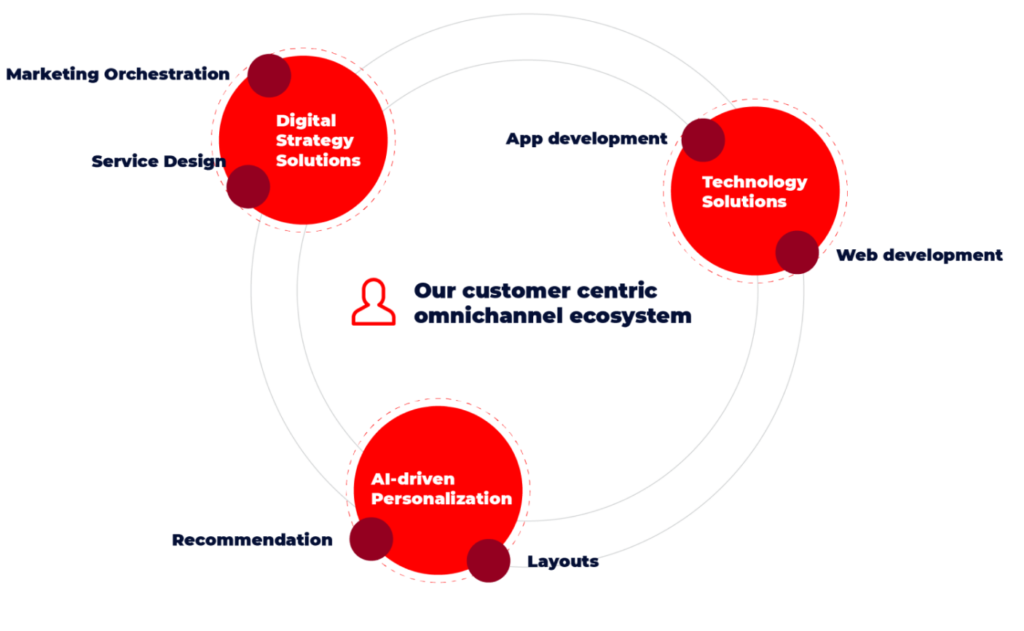 Marketing Orchestration
Digital
Strategy
Solutions
Service Design
App development
Technology
Solutions
Web development
Our customer centric
omnichannel ecosystem
AI-driven
Personalization
Recommendation
Layouts